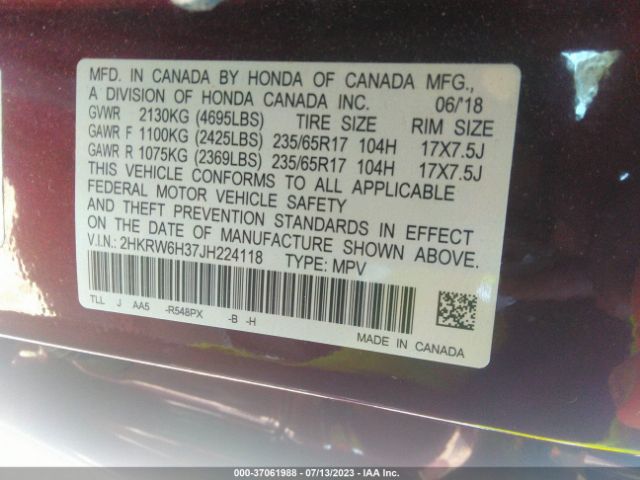 MFD. IN CANADA BY HONDA OF CANADA MFG.,
A DIVISION OF HONDA CANADA INC. 06/'18
GVWR 2130KG (4695LBS) TIRE SIZE RIM SIZE
GAWR F 1100KG (2425LBS) 235/65R17 104H 17X7.5J
GAWR R 1075KG (2369LBS) 235/65R17 104H 17X7.5J
THIS VEHICLE CONFORMS TO ALL APPLICABLE
FEDERAL MOTOR VEHICLE SAFETY
AND THEFT PREVENTION STANDARDS IN EFFECT
ON THE DATE OF MANUFACTURE SHOWN ABOVE.
V.I.N.: 2HKRW6H37JH224118 TYPE: MPV
TLL J AA5 -R548PX -B -H
MADE IN CANADA
000-37061988 - 07/13/2023 - IAA Inc.